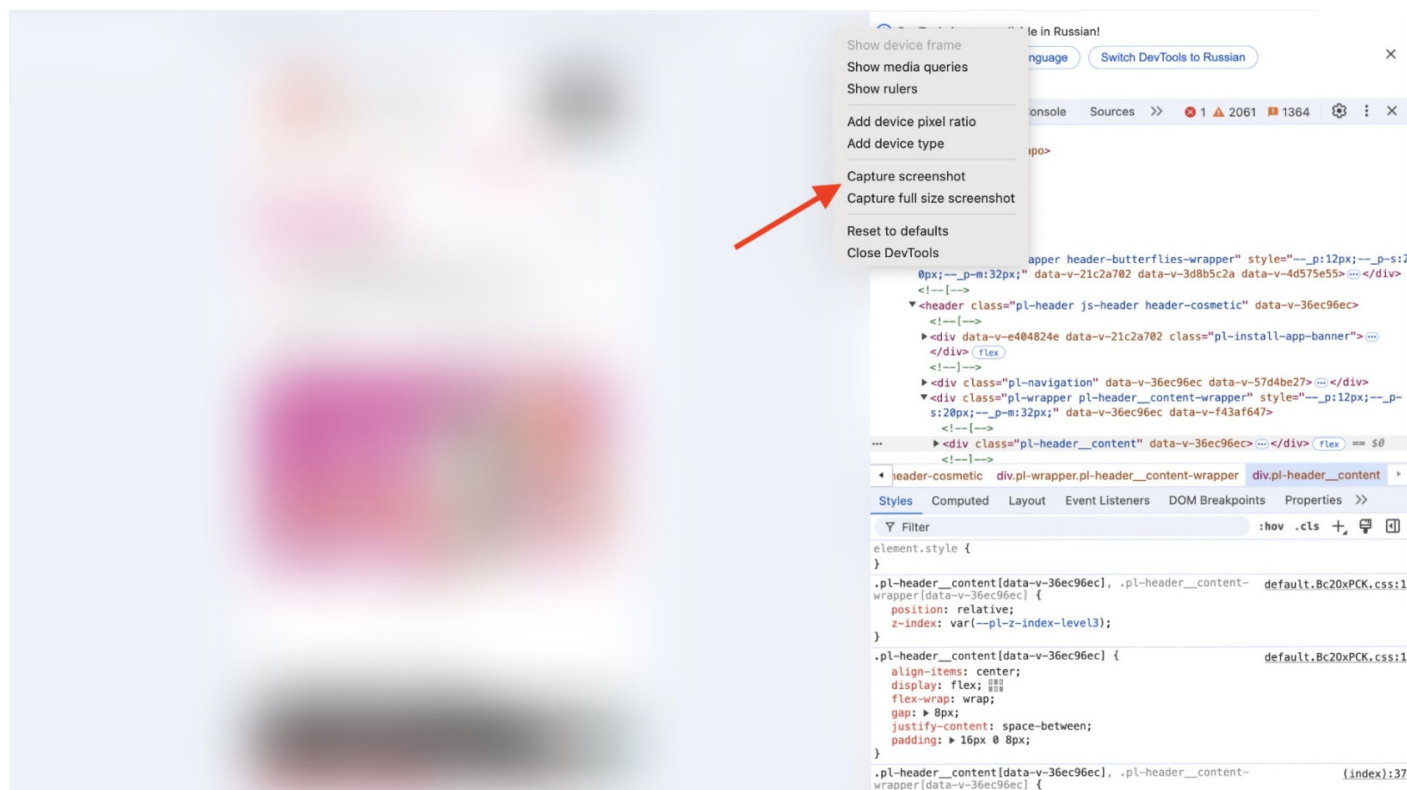 le in Russian!
Show device frame
Show media queries
Show rulers
Add device pixel ratio
Add device type
Capture screenshot
Capture full size screenshot
Reset to defaults
Close DevTools
nguage
Switch DevTools to Russian
onsole Sources 1 2061 1364
apo>
apper header-butterflies-wrapper" style="--_p:12px;--_p-s:2
0px;--_p-m:32px;" data-v-21c2a702 data-v-3d8b5c2a data-v-4d575e55>…</div>
<!--[-->
<header class="pl-header js-header header-cosmetic" data-v-36ec96ec>
<!--[-->
<div data-v-e404824e data-v-21c2a702 class="pl-install-app-banner">…
</div> flex
<!--]-->
<div class="pl-navigation" data-v-36ec96ec data-v-57d4be27>…</div>
<div class="pl-wrapper pl-header__content-wrapper" style="--_p:12px;--_p-
s:20px;--_p-m:32px;" data-v-36ec96ec data-v-f43af647>
<!--[-->
… <div class="pl-header__content" data-v-36ec96ec>…</div> flex == $0
<!--]-->
header-cosmetic div.pl-wrapper.pl-header__content-wrapper div.pl-header__content
Styles Computed Layout Event Listeners DOM Breakpoints Properties
Filter :hov .cls
element.style {
}
.pl-header__content[data-v-36ec96ec], .pl-header__content- default.Bc2OxPCK.css:1
wrapper[data-v-36ec96ec] {
position: relative;
z-index: var(--pl-z-index-level3);
}
.pl-header__content[data-v-36ec96ec] { default.Bc2OxPCK.css:1
align-items: center;
display: flex;
flex-wrap: wrap;
gap: 8px;
justify-content: space-between;
padding: 16px 0 8px;
}
.pl-header__content[data-v-36ec96ec], .pl-header__content- (index):37
wrapper[data-v-36ec96ec] {